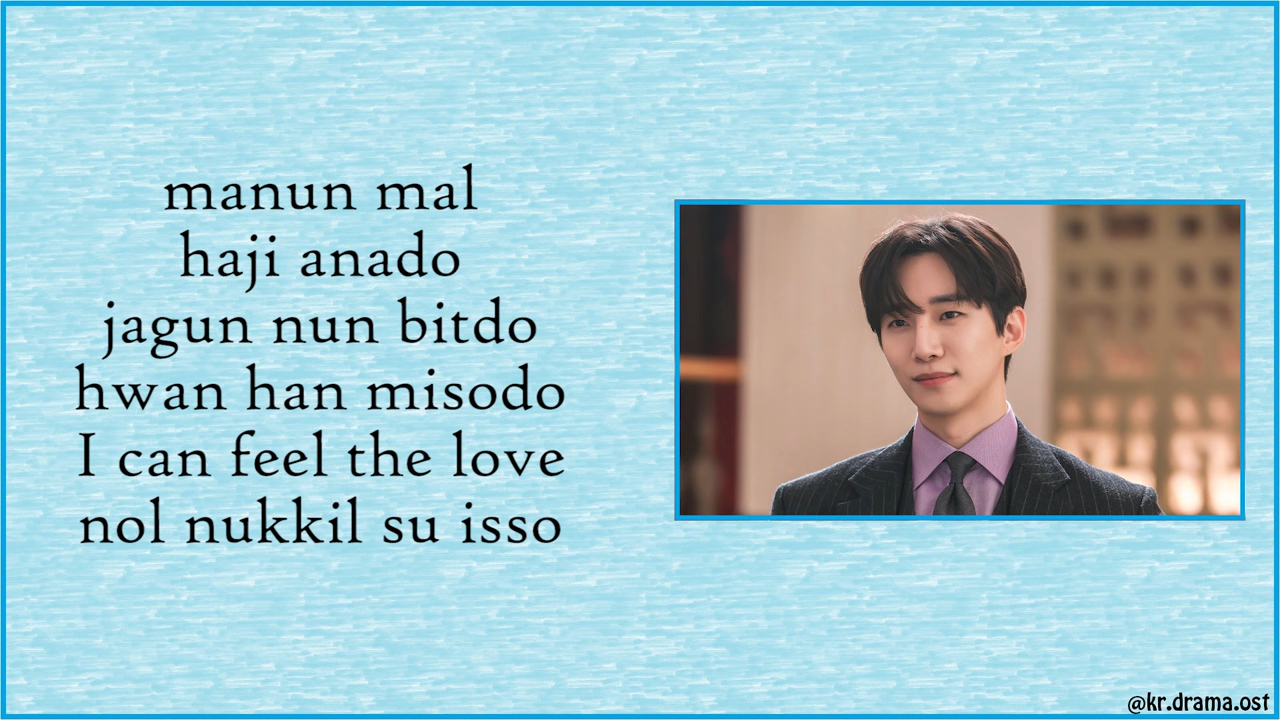 manun mal
haji anado
jagun nun bitdo
hwan han misodo
I can feel the love
nol nukkil su isso
@kr.drama.ost